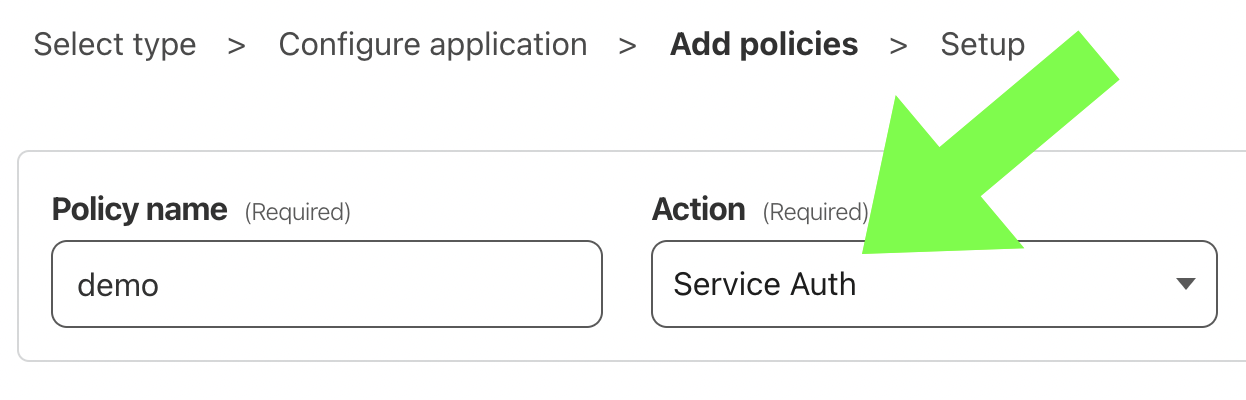 Select type > Configure application > Add policies > Setup
Policy name (Required) Action (Required)
demo Service Auth